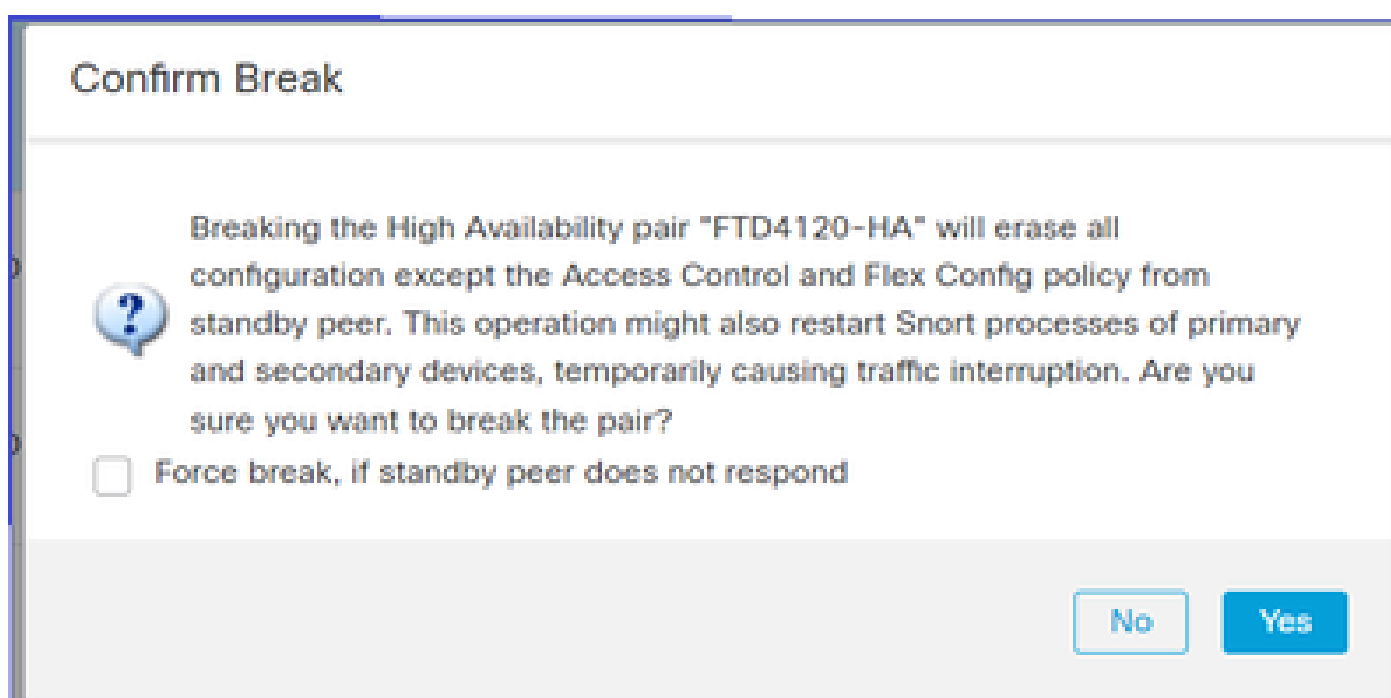 Confirm Break
Breaking the High Availability pair "FTD4120-HA" will erase all
configuration except the Access Control and Flex Config policy from
standby peer. This operation might also restart Snort processes of primary
and secondary devices, temporarily causing traffic interruption. Are you
sure you want to break the pair?
Force break, if standby peer does not respond
No Yes